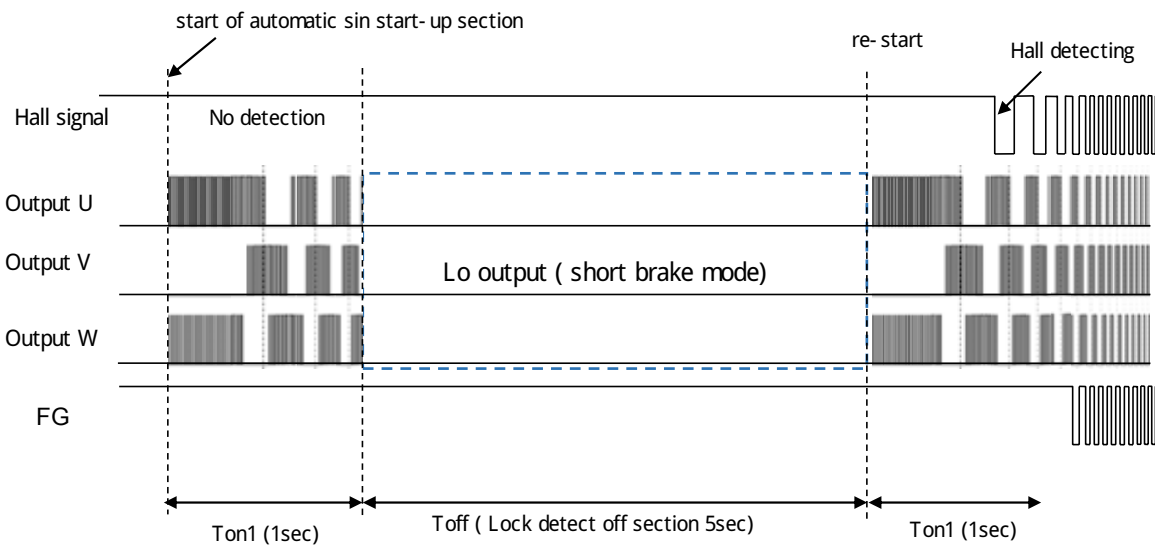 start of automatic sin start-up section
re-start
Hall detecting
Hall signal
No detection
Output U
Output V
Lo output ( short brake mode)
Output W
FG
Ton1 (1sec)
Toff ( Lock detect off section 5sec)
Ton1 (1sec)